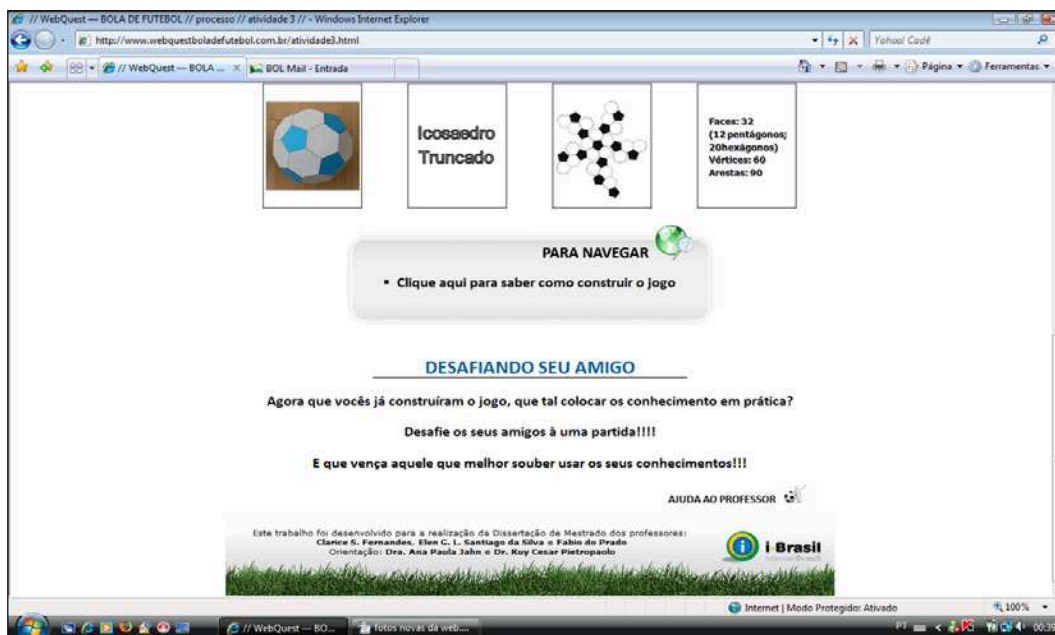 // WebQuest — BOLA DE FUTEBOL // processo // atividade 3 // - Windows Internet Explorer
http://www.webquestboladefutebol.com.br/atividade3.html
Yahoo! Cadê
// WebQuest — BOLA ...
BOL Mail - Entrada
Página
Ferramentas
Icosaedro
Truncado
Faces: 32
(12 pentágonos;
20hexágonos)
Vértices: 60
Arestas: 90
PARA NAVEGAR
▪ Clique aqui para saber como construir o jogo
DESAFIANDO SEU AMIGO
Agora que vocês já construíram o jogo, que tal colocar os conhecimento em prática?
Desafie os seus amigos à uma partida!!!!
E que vença aquele que melhor souber usar os seus conhecimentos!!!
AJUDA AO PROFESSOR
Este trabalho foi desenvolvido para a realização da Dissertação de Mestrado dos professores:
Clarice S. Fernandes, Elen G. L. Santiago da Silva e Fabio do Prado
Orientação: Dra. Ana Paula Jahn e Dr. Ruy Cesar Pietropaolo
i Brasil
Internet | Modo Protegido: Ativado
100%
// WebQuest — BO...
fotos novas da web....
PT
00:39